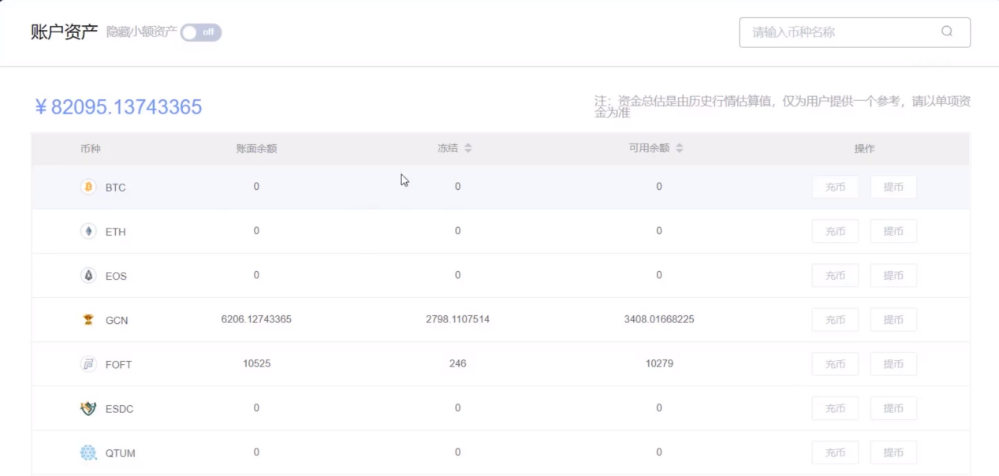 账户资产 隐藏小额资产 off 请输入币种名称
¥82095.13743365
注：资金总估是由历史行情估算值，仅为用户提供一个参考，请以单项资
金为准
币种 账面余额 冻结 可用余额 操作
BTC 0 0 0 充币 提币
ETH 0 0 0 充币 提币
EOS 0 0 0 充币 提币
GCN 6206.12743365 2798.1107514 3408.01668225 充币 提币
FOFT 10525 246 10279 充币 提币
ESDC 0 0 0 充币 提币
QTUM 0 0 0 充币 提币